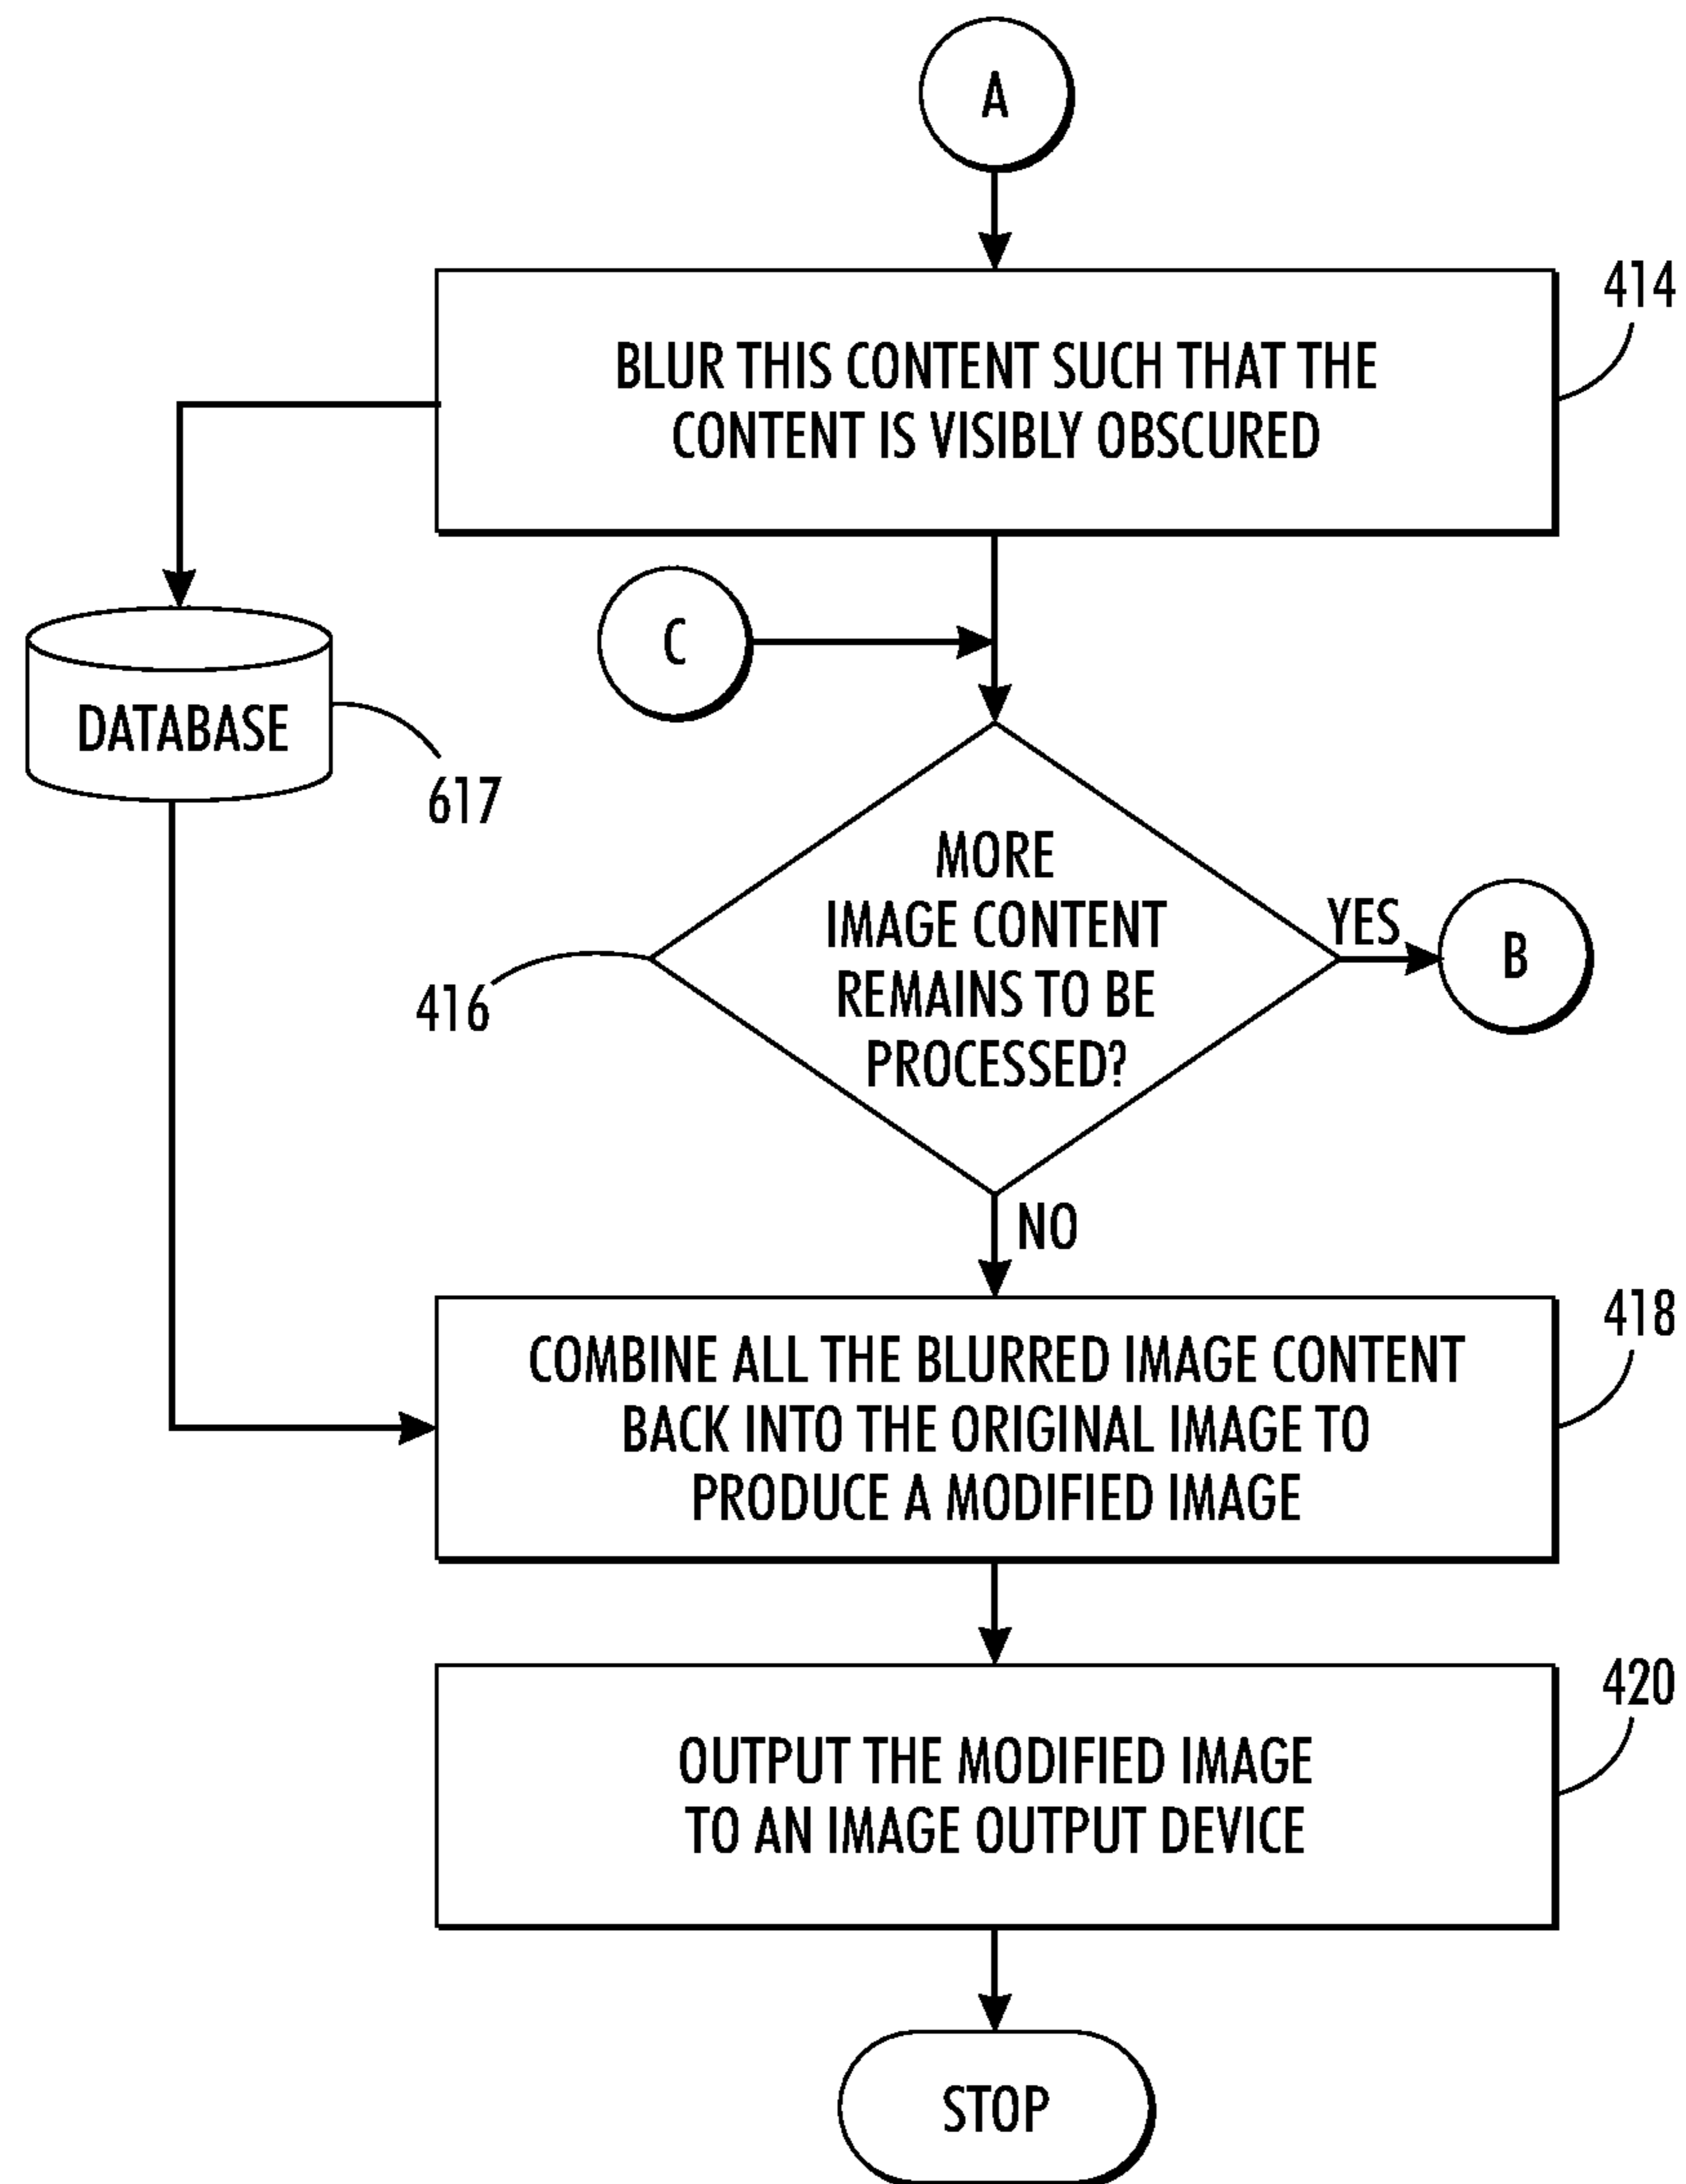 A
414
BLUR THIS CONTENT SUCH THAT THE
CONTENT IS VISIBLY OBSCURED
C
DATABASE
617
MORE
IMAGE CONTENT
REMAINS TO BE
PROCESSED?
YES
B
416
NO
418
COMBINE ALL THE BLURRED IMAGE CONTENT
BACK INTO THE ORIGINAL IMAGE TO
PRODUCE A MODIFIED IMAGE
420
OUTPUT THE MODIFIED IMAGE
TO AN IMAGE OUTPUT DEVICE
STOP